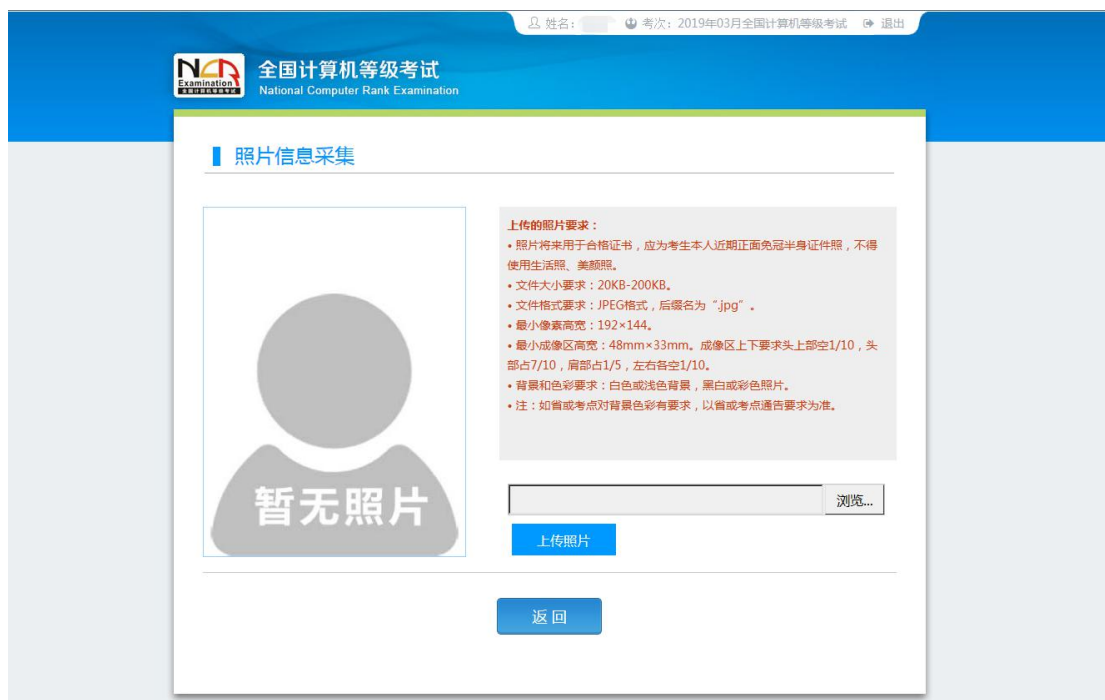 姓名： 考次：2019年03月全国计算机等级考试 退出
NCR
Examination
全国计算机等级考试
全国计算机等级考试
National Computer Rank Examination
照片信息采集
上传的照片要求：
• 照片将来用于合格证书，应为考生本人近期正面免冠半身证件照，不得
使用生活照、美颜照。
• 文件大小要求：20KB-200KB。
• 文件格式要求：JPEG格式，后缀名为“.jpg”。
• 最小像素高宽：192×144。
• 最小成像区高宽：48mm×33mm。成像区上下要求头上部空1/10，头
部占7/10，肩部占1/5，左右各空1/10。
• 背景和色彩要求：白色或浅色背景，黑白或彩色照片。
• 注：如省或考点对背景色彩有要求，以省或考点通告要求为准。
暂无照片
浏览...
上传照片
返回